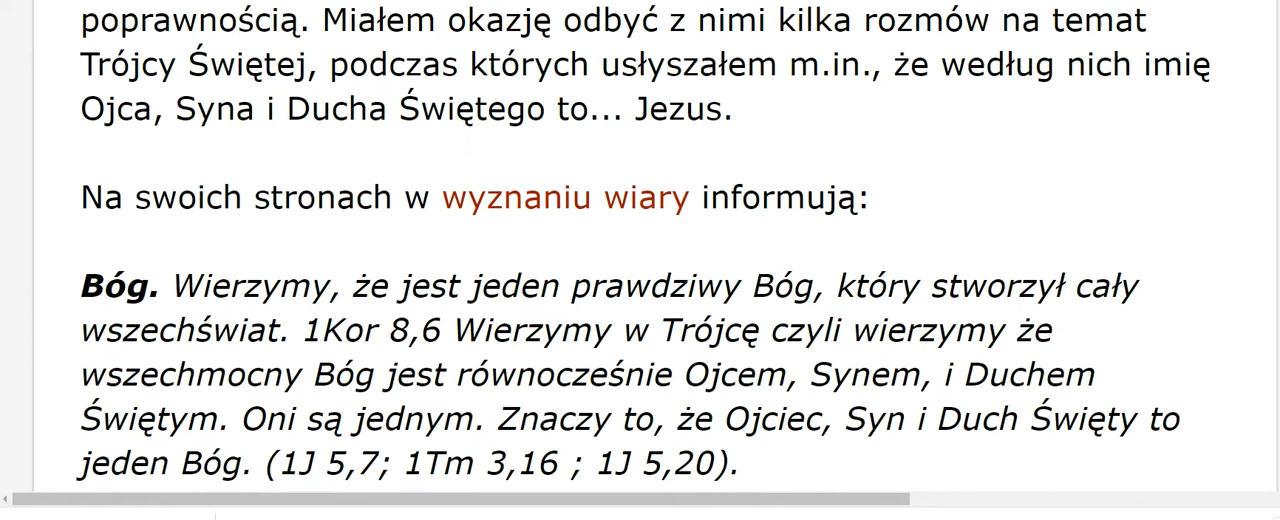 poprawnością. Miałem okazję odbyć z nimi kilka rozmów na temat
Trójcy Świętej, podczas których usłyszałem m.in., że według nich imię
Ojca, Syna i Ducha Świętego to... Jezus.
Na swoich stronach w wyznaniu wiary informują:
Bóg. Wierzymy, że jest jeden prawdziwy Bóg, który stworzył cały
wszechświat. 1Kor 8,6 Wierzymy w Trójcę czyli wierzymy że
wszechmocny Bóg jest równocześnie Ojcem, Synem, i Duchem
Świętym. Oni są jednym. Znaczy to, że Ojciec, Syn i Duch Święty to
jeden Bóg. (1J 5,7; 1Tm 3,16 ; 1J 5,20).